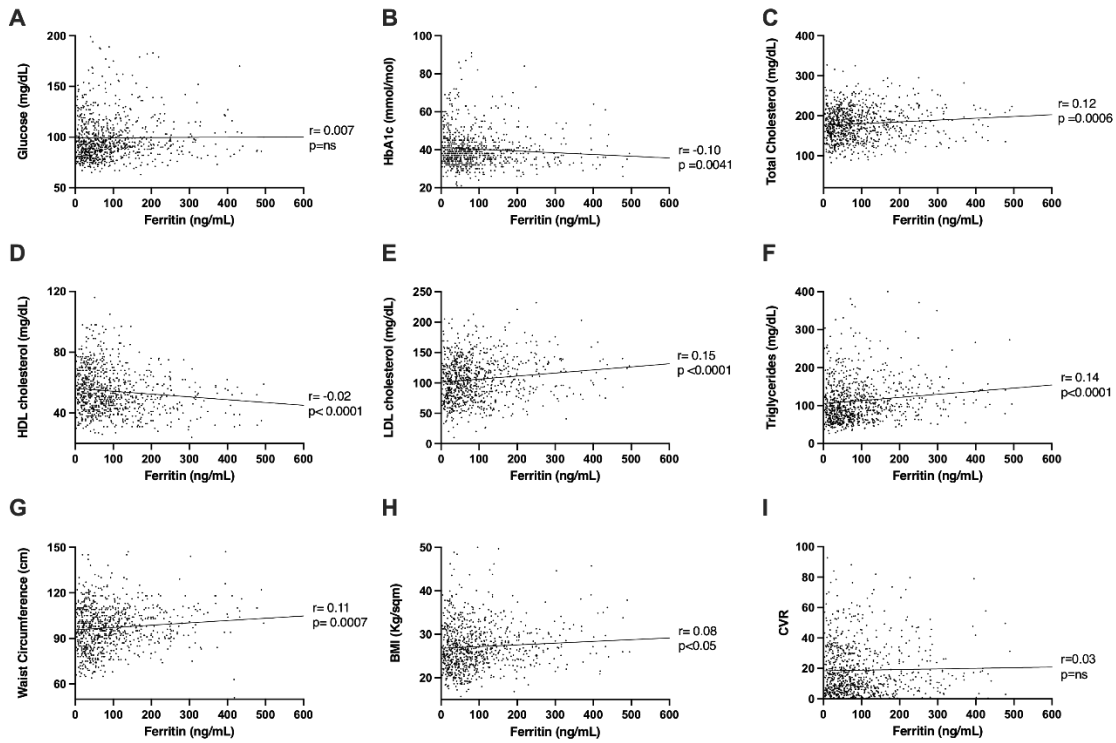 A
Glucose (mg/dL)
200
150
100
50
0 100 200 300 400 500 600
Ferritin (ng/mL)
r= 0.007
p=ns
B
HbA1c (mmol/mol)
100
80
60
40
20
0 100 200 300 400 500 600
Ferritin (ng/mL)
r= -0.10
p =0.0041
C
Total Cholesterol (mg/dL)
400
300
200
100
0 100 200 300 400 500 600
Ferritin (ng/mL)
r= 0.12
p =0.0006
D
HDL cholesterol (mg/dL)
120
80
40
0 100 200 300 400 500 600
Ferritin (ng/mL)
r= -0.02
p< 0.0001
E
LDL cholesterol (mg/dL)
250
200
150
100
50
0
0 100 200 300 400 500 600
Ferritin (ng/mL)
r= 0.15
p <0.0001
F
Triglycerides (mg/dL)
400
300
200
100
0
0 100 200 300 400 500 600
Ferritin (ng/mL)
r= 0.14
p<0.0001
G
Waist Circumference (cm)
150
120
90
60
0 100 200 300 400 500 600
Ferritin (ng/mL)
r= 0.11
p= 0.0007
H
BMI (Kg/sqm)
50
40
30
20
0 100 200 300 400 500 600
Ferritin (ng/mL)
r= 0.08
p<0.05
I
CVR
100
80
60
40
20
0
0 100 200 300 400 500 600
Ferritin (ng/mL)
r=0.03
p=ns